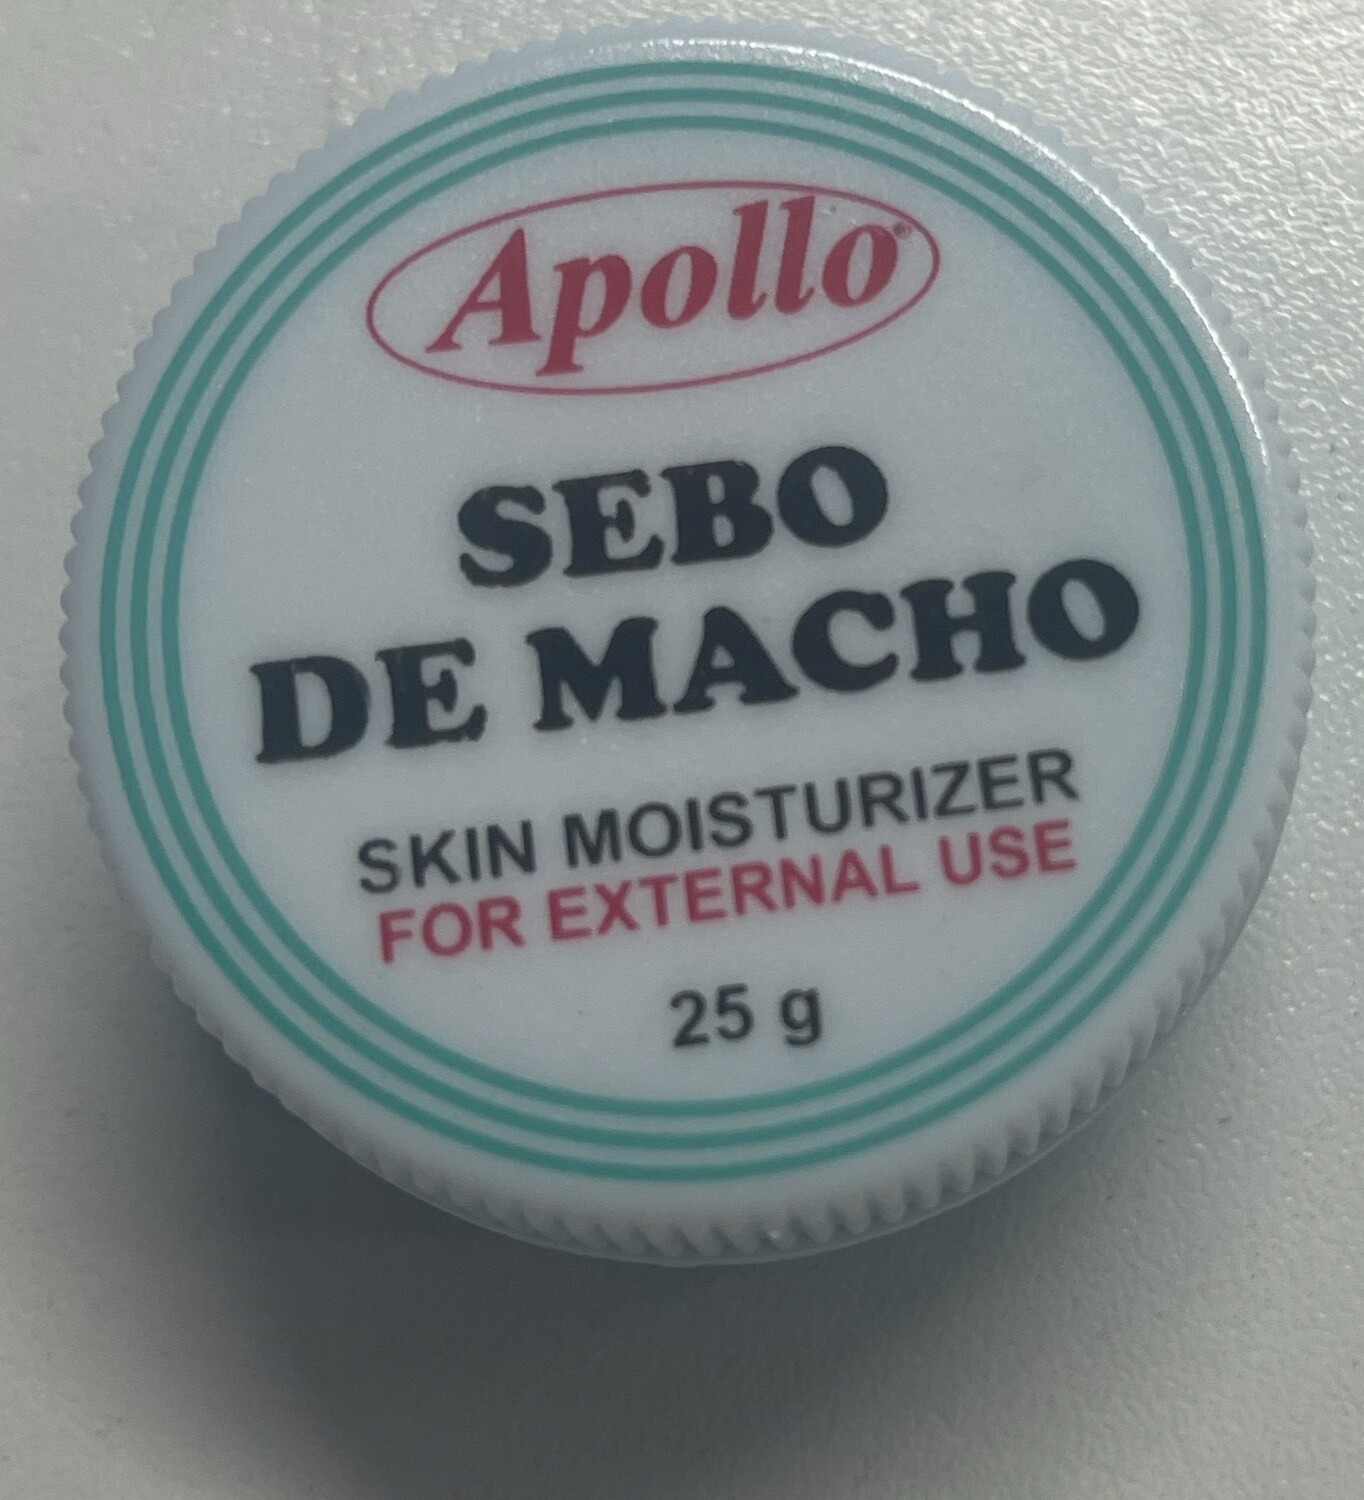 Apollo®
SEBO
DE MACHO
SKIN MOISTURIZER
FOR EXTERNAL USE
25 g